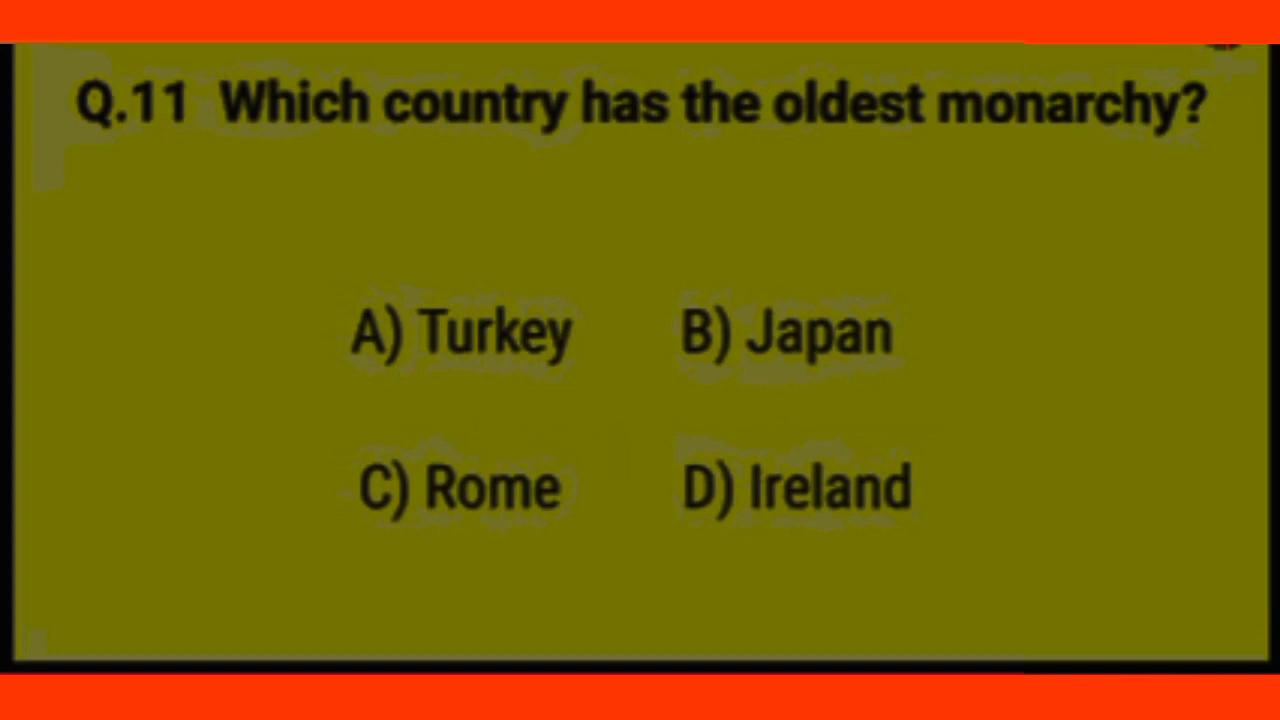 Q.11 Which country has the oldest monarchy?
A) Turkey B) Japan
C) Rome D) Ireland